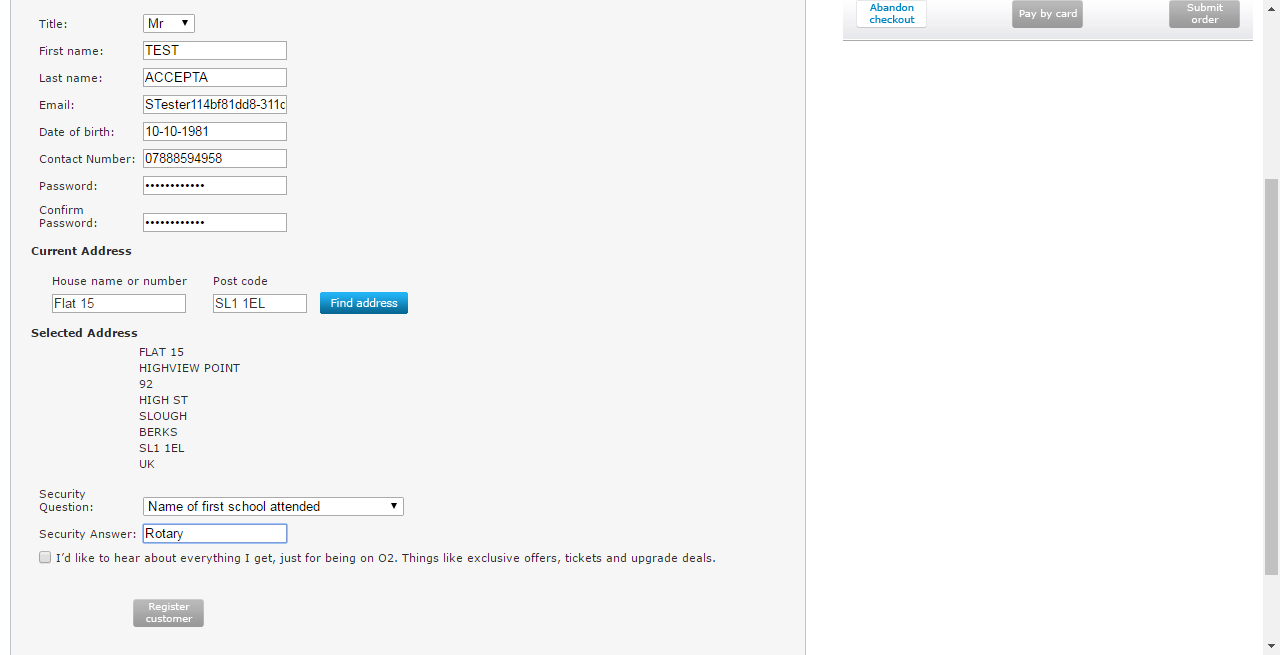 Title: Mr
First name: TEST
Last name: ACCEPTA
Email: STester114bf81dd8-311c
Date of birth: 10-10-1981
Contact Number: 07888594958
Password: ••••••••••••
Confirm
Password: ••••••••••••
Current Address
House name or number Post code
Flat 15 SL1 1EL Find address
Selected Address
FLAT 15
HIGHVIEW POINT
92
HIGH ST
SLOUGH
BERKS
SL1 1EL
UK
Security
Question: Name of first school attended
Security Answer: Rotary
I'd like to hear about everything I get, just for being on O2. Things like exclusive offers, tickets and upgrade deals.
Register
customer
Abandon
checkout
Pay by card
Submit
order